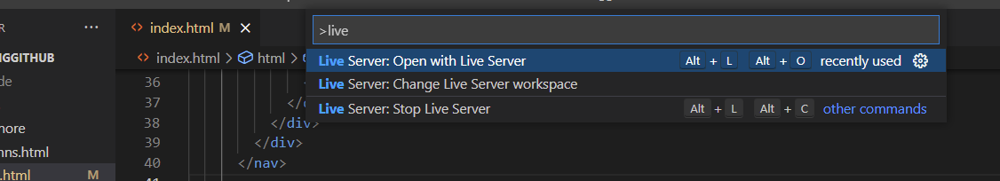 R ... index.html M ×
>live
IGGITHUB index.html > html >
de
Live Server: Open with Live Server Alt + L Alt + O recently used
Live Server: Change Live Server workspace
Live Server: Stop Live Server Alt + L Alt + C other commands
36 <
37 </d
nore
38 </div>
nns.html
39 </div>
.html M
40 </nav>
41